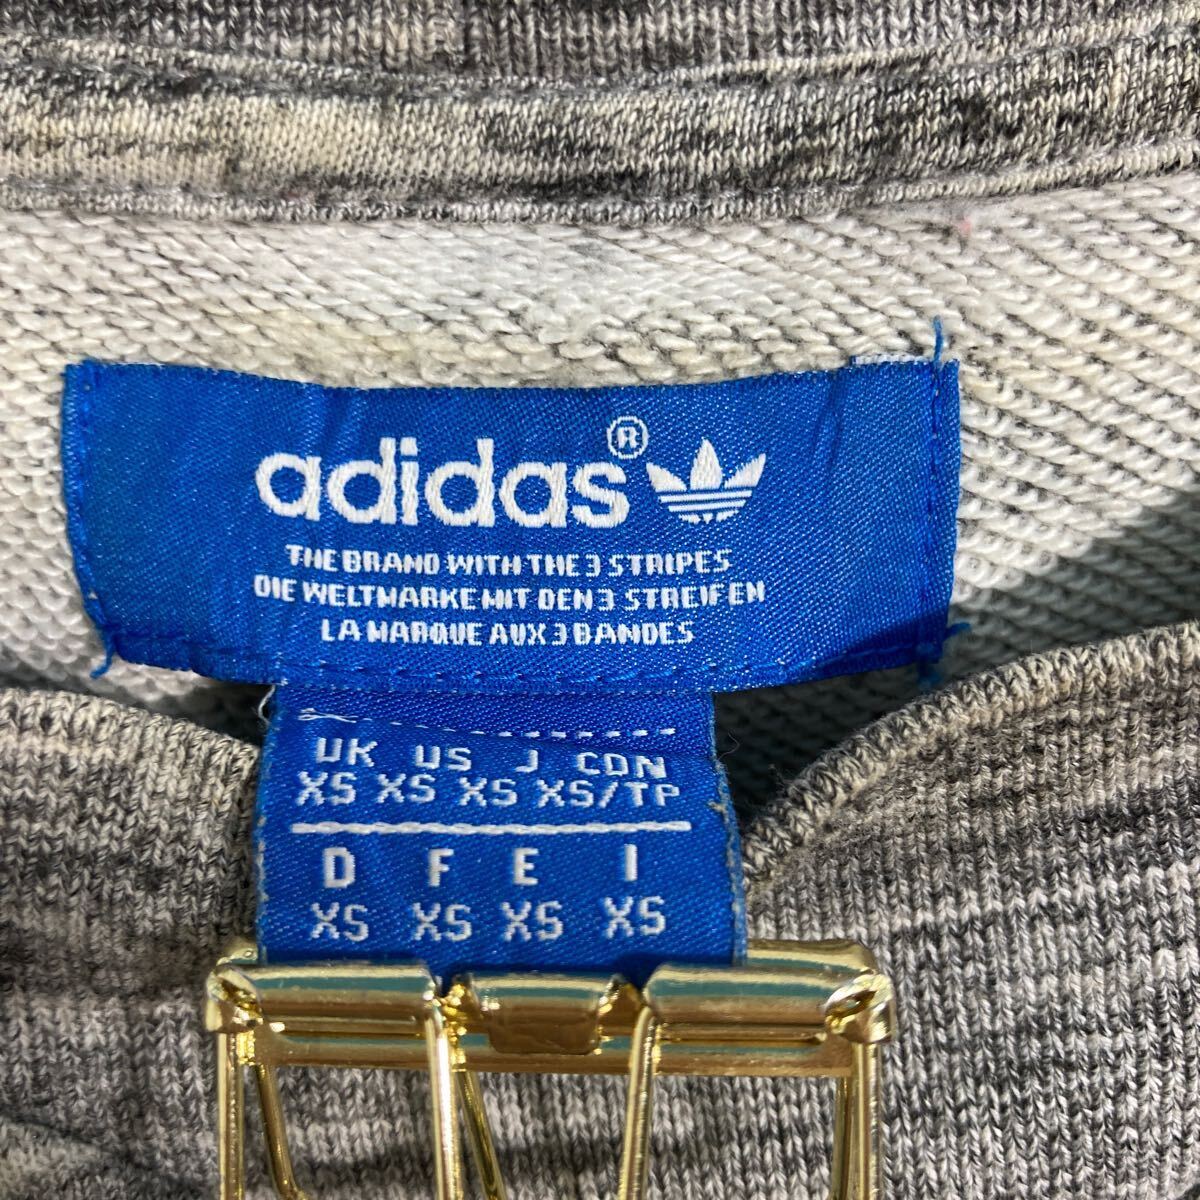 adidas®
THE BRAND WITH THE 3 STRIPES
DIE WELTMARKE MIT DEN 3 STREIFEN
LA MARQUE AUX 3 BANDES
UK US J CDN
XS XS XS XS/TP
D F E I
XS XS XS XS